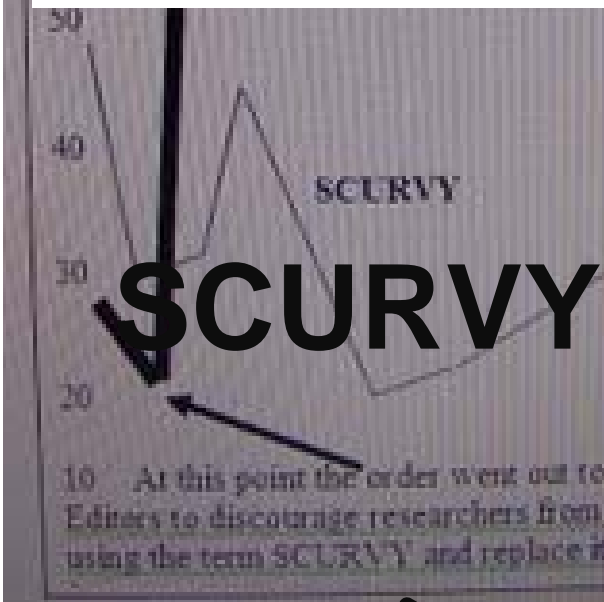 50
40
SCURVY
30
SCURVY
20
10 At this point the order went out to
Editors to discourage researchers from
using the term SCURVY and replace